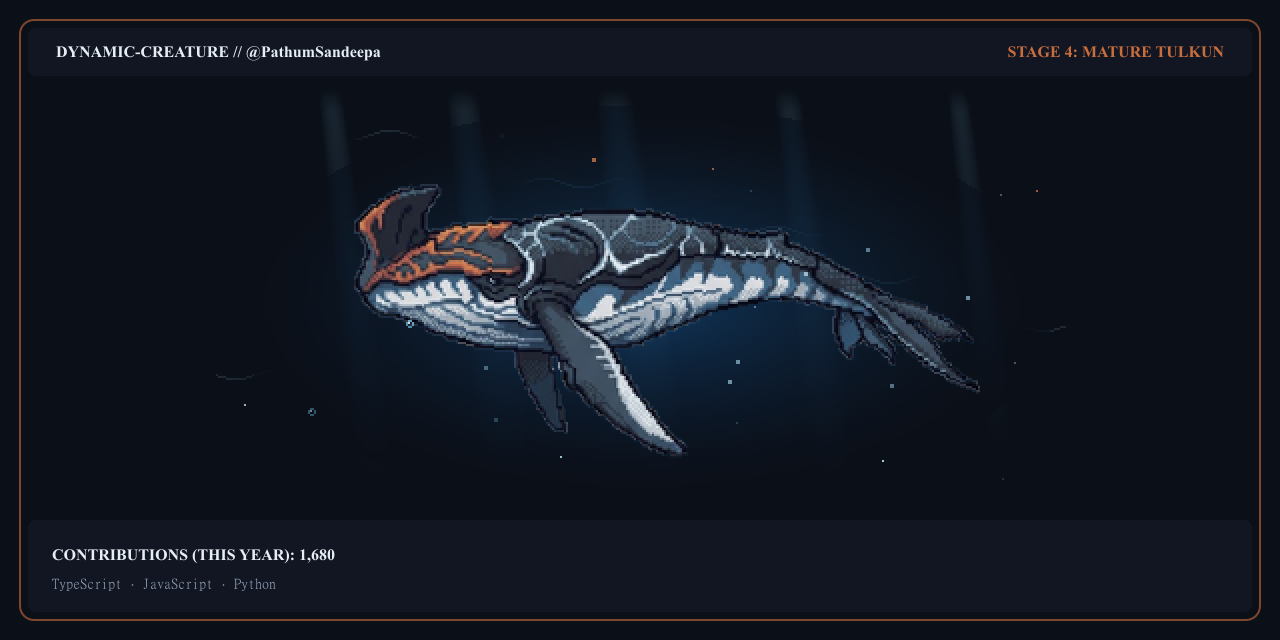 DYNAMIC-CREATURE // @PathumSandeepa
STAGE 4: MATURE TULKUN
CONTRIBUTIONS (THIS YEAR): 1,680
TypeScript · JavaScript · Python